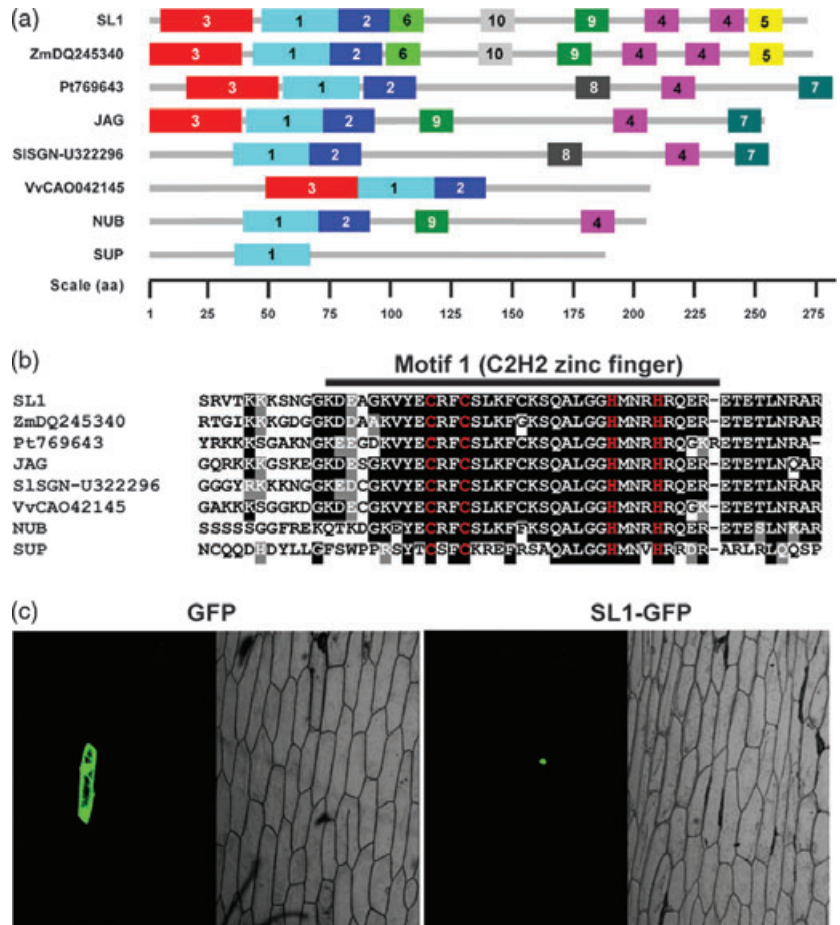 (a)
SL1 3 1 2 6 10 9 4 4 5
ZmDQ245340 3 1 2 6 10 9 4 4 5
Pt769643 3 1 2 8 4 7
JAG 3 1 2 9 4 7
SlSGN-U322296 1 2 8 4 7
VvCAO042145 3 1 2
NUB 1 2 9 4
SUP 1
Scale (aa)
1 25 50 75 100 125 150 175 200 225 250 275
(b)
Motif 1 (C2H2 zinc finger)
SL1 SRVTKKKSNGGKDEAGKVYECRFCSLKFCKSQALGGHMNRHRQER-ETETLNRAR
ZmDQ245340 RTGIKKKGDGGKDDAAKVYECRFCSLKFGKSQALGGHMNRHRQER-ETETLNRAR
Pt769643 YRKKKSGAKNGKEEGDKVYECRFCSLKFCKSQALGGHMNRHRQGKRETETLNRA-
JAG GQRKKKGSKEGKDESGKVYECRFCSLKFCKSQALGGHMNRHRQER-ETETLNQAR
SlSGN-U322296 GGGYRKKKNGGKEDCGKVYECRFCSLKFCKSQALGGHMNRHRQER-ETETLNRAR
VvCAO42145 GAKKKSGGKDGKEDCGKVYECRFCSLKFCKSQALGGHMNRHRQGK-ETETLNRAR
NUB SSSSSGGFREKQTKDGKEYECRFCSLKFFKSQALGGHMNRHRQER-ETESLNKAR
SUP NCQQDHDYLLGFSWPPRSYTCSFCKREFRSAQALGGHMNVHRRDR-ARLRLQQSP
(c)
GFP
SL1-GFP